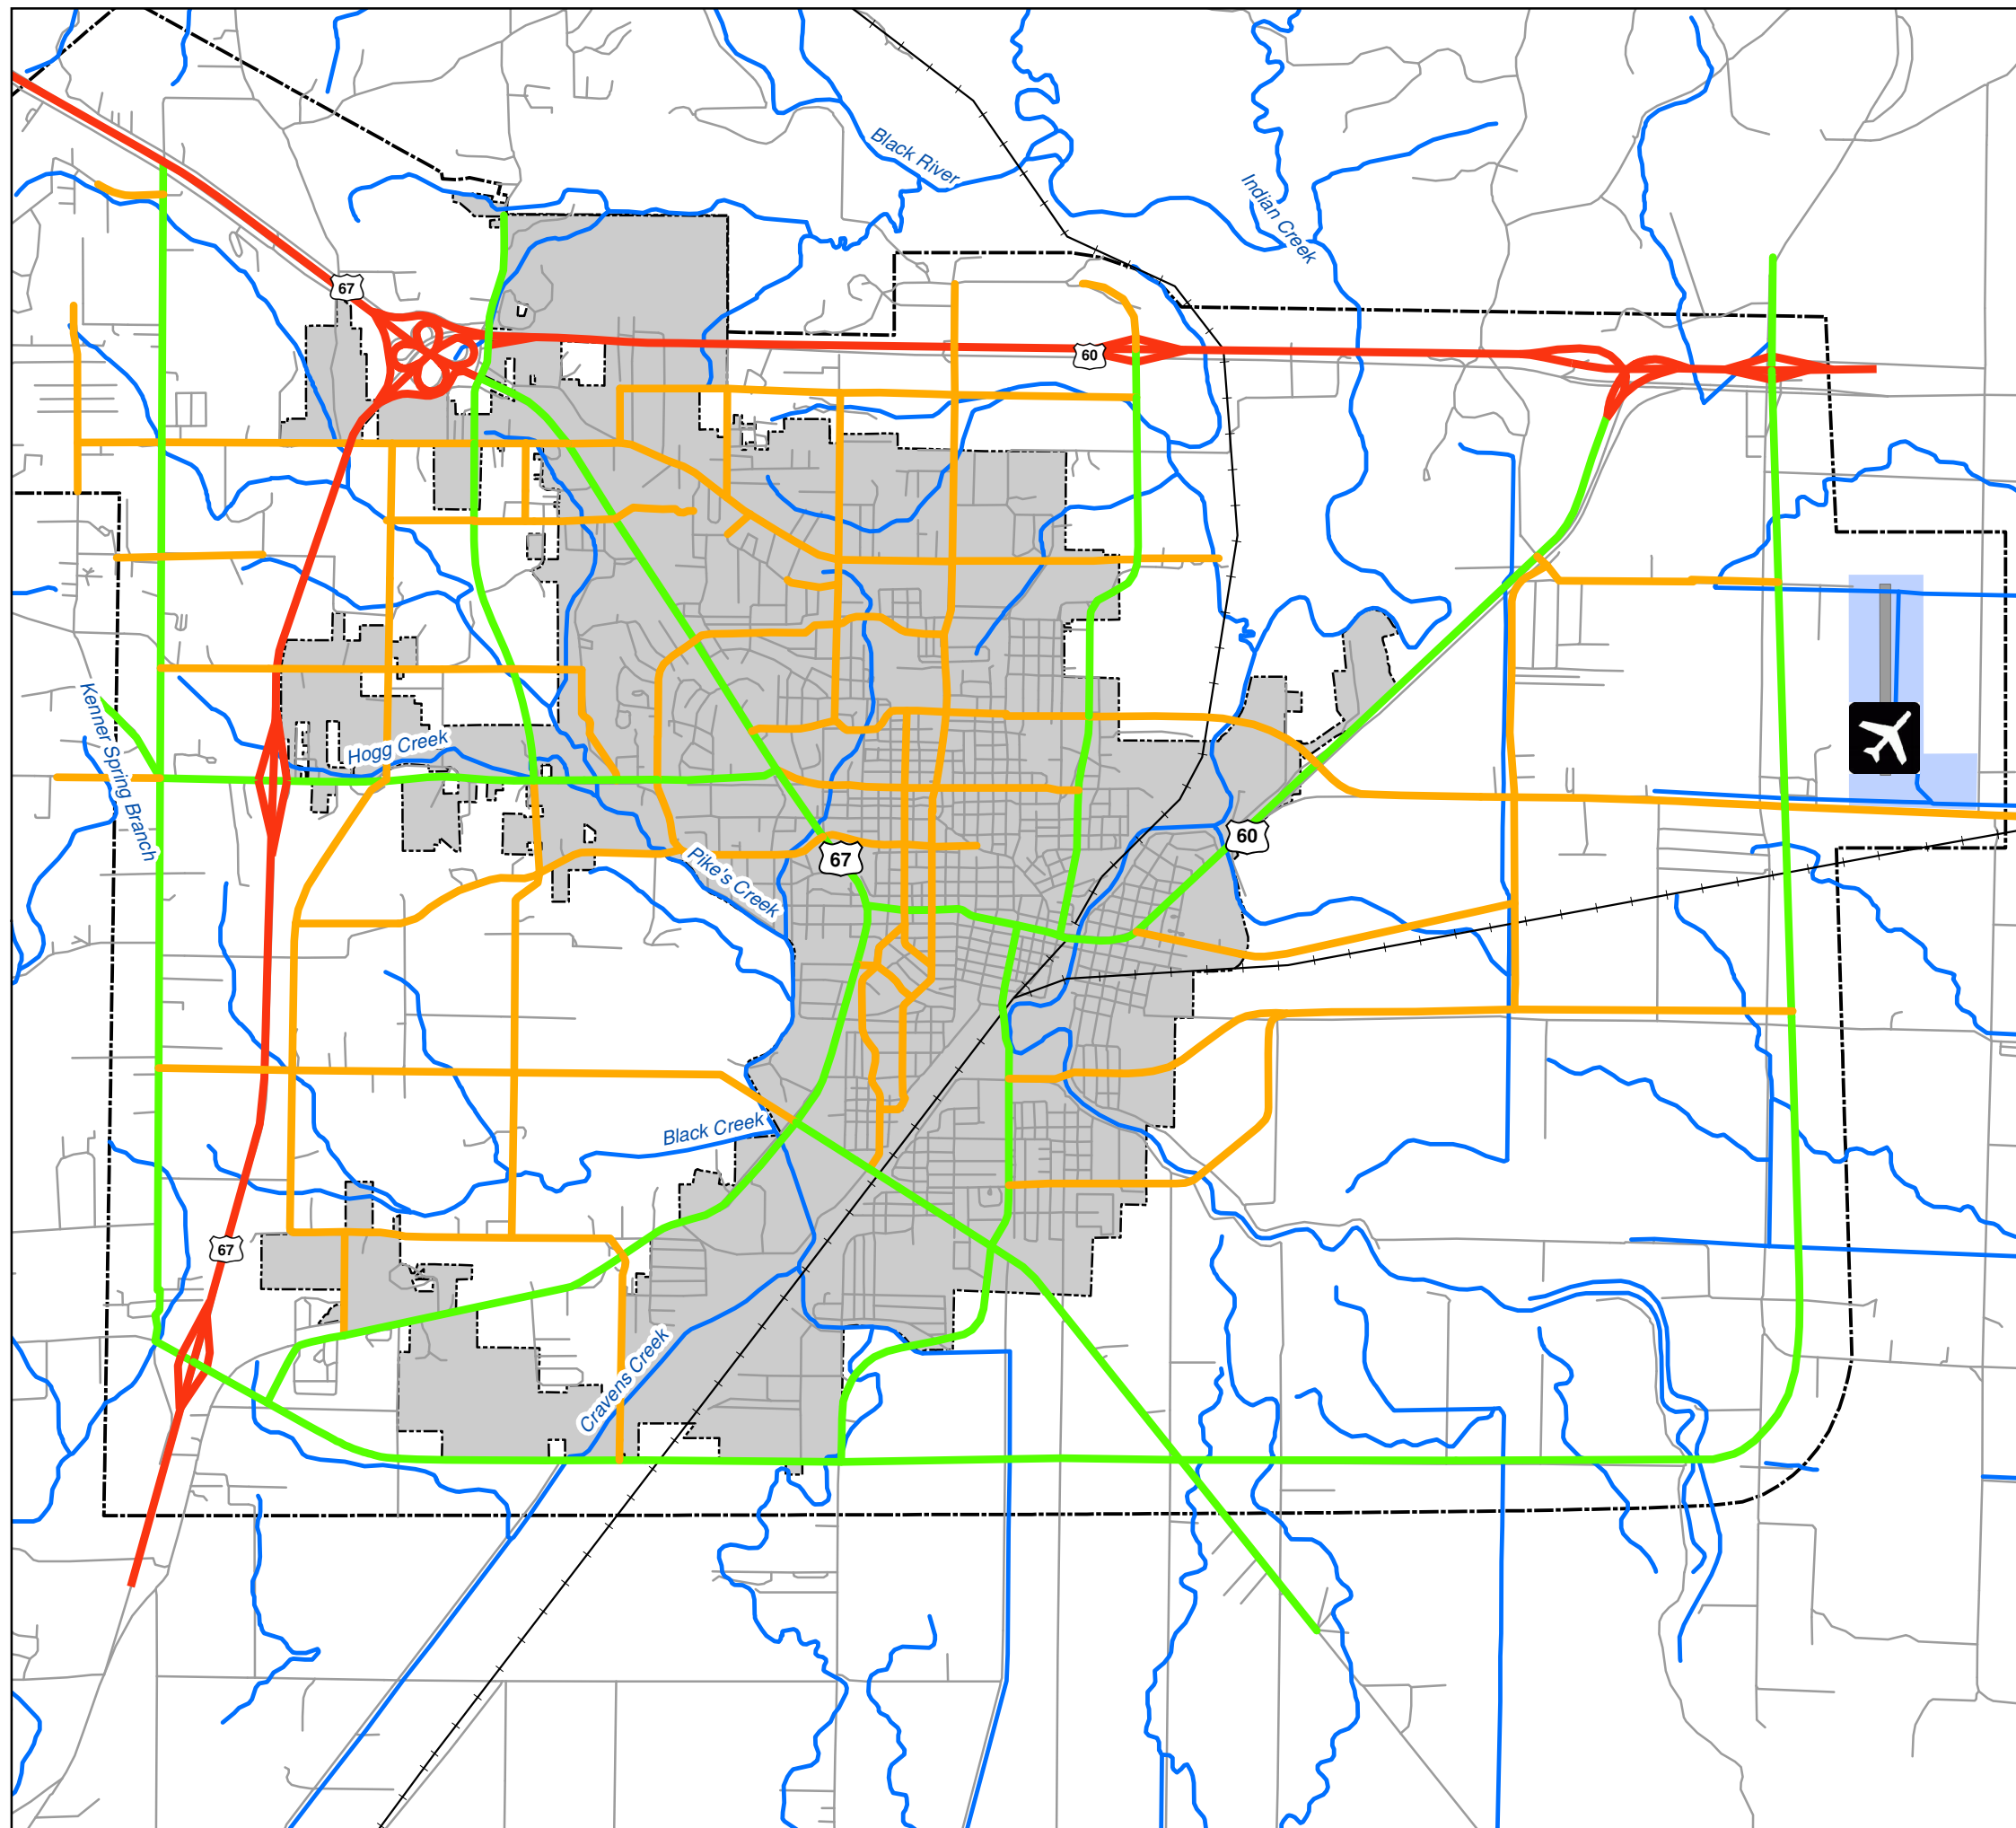 Black River
Indian Creek
67
60
Kenner Spring Branch
Hogg Creek
60
67
Pike's Creek
Black Creek
67
Cravens Creek